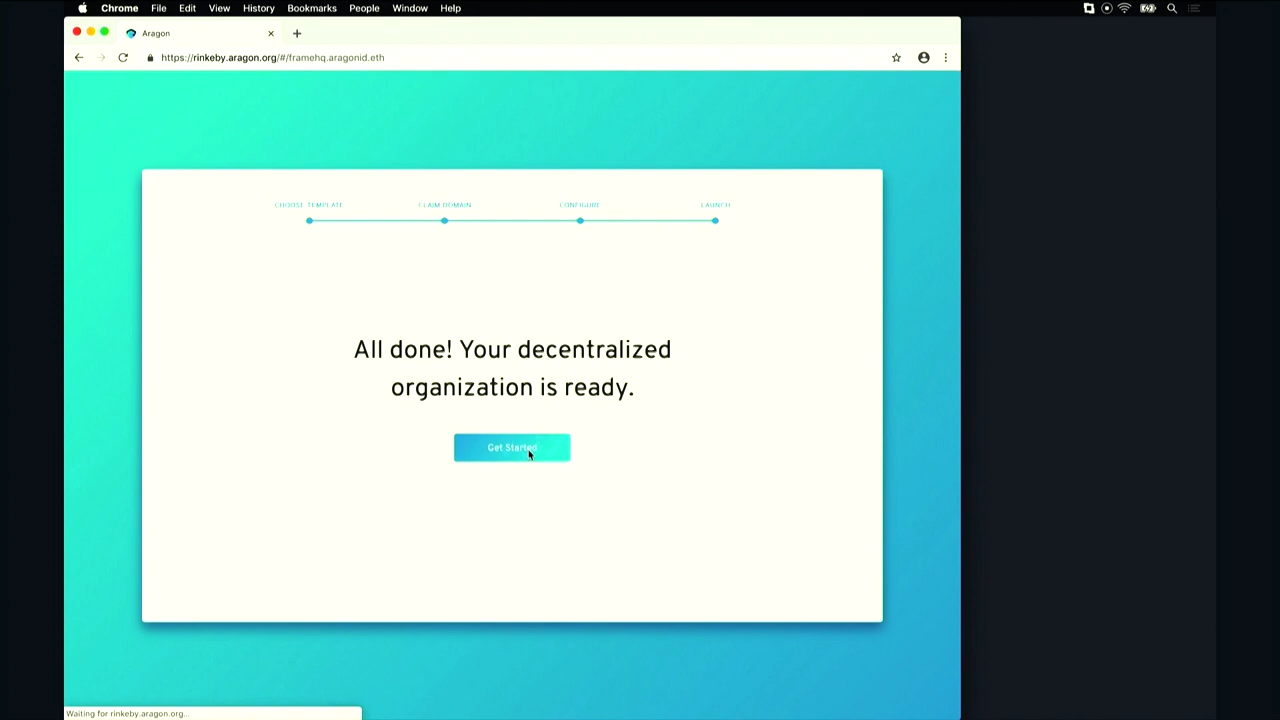 Chrome File Edit View History Bookmarks People Window Help
Aragon
https://rinkeby.aragon.org/#/framehq.aragonid.eth
CHOOSE TEMPLATE CLAIM DOMAIN CONFIGURE LAUNCH
All done! Your decentralized
organization is ready.
Get Started
Waiting for rinkeby.aragon.org...